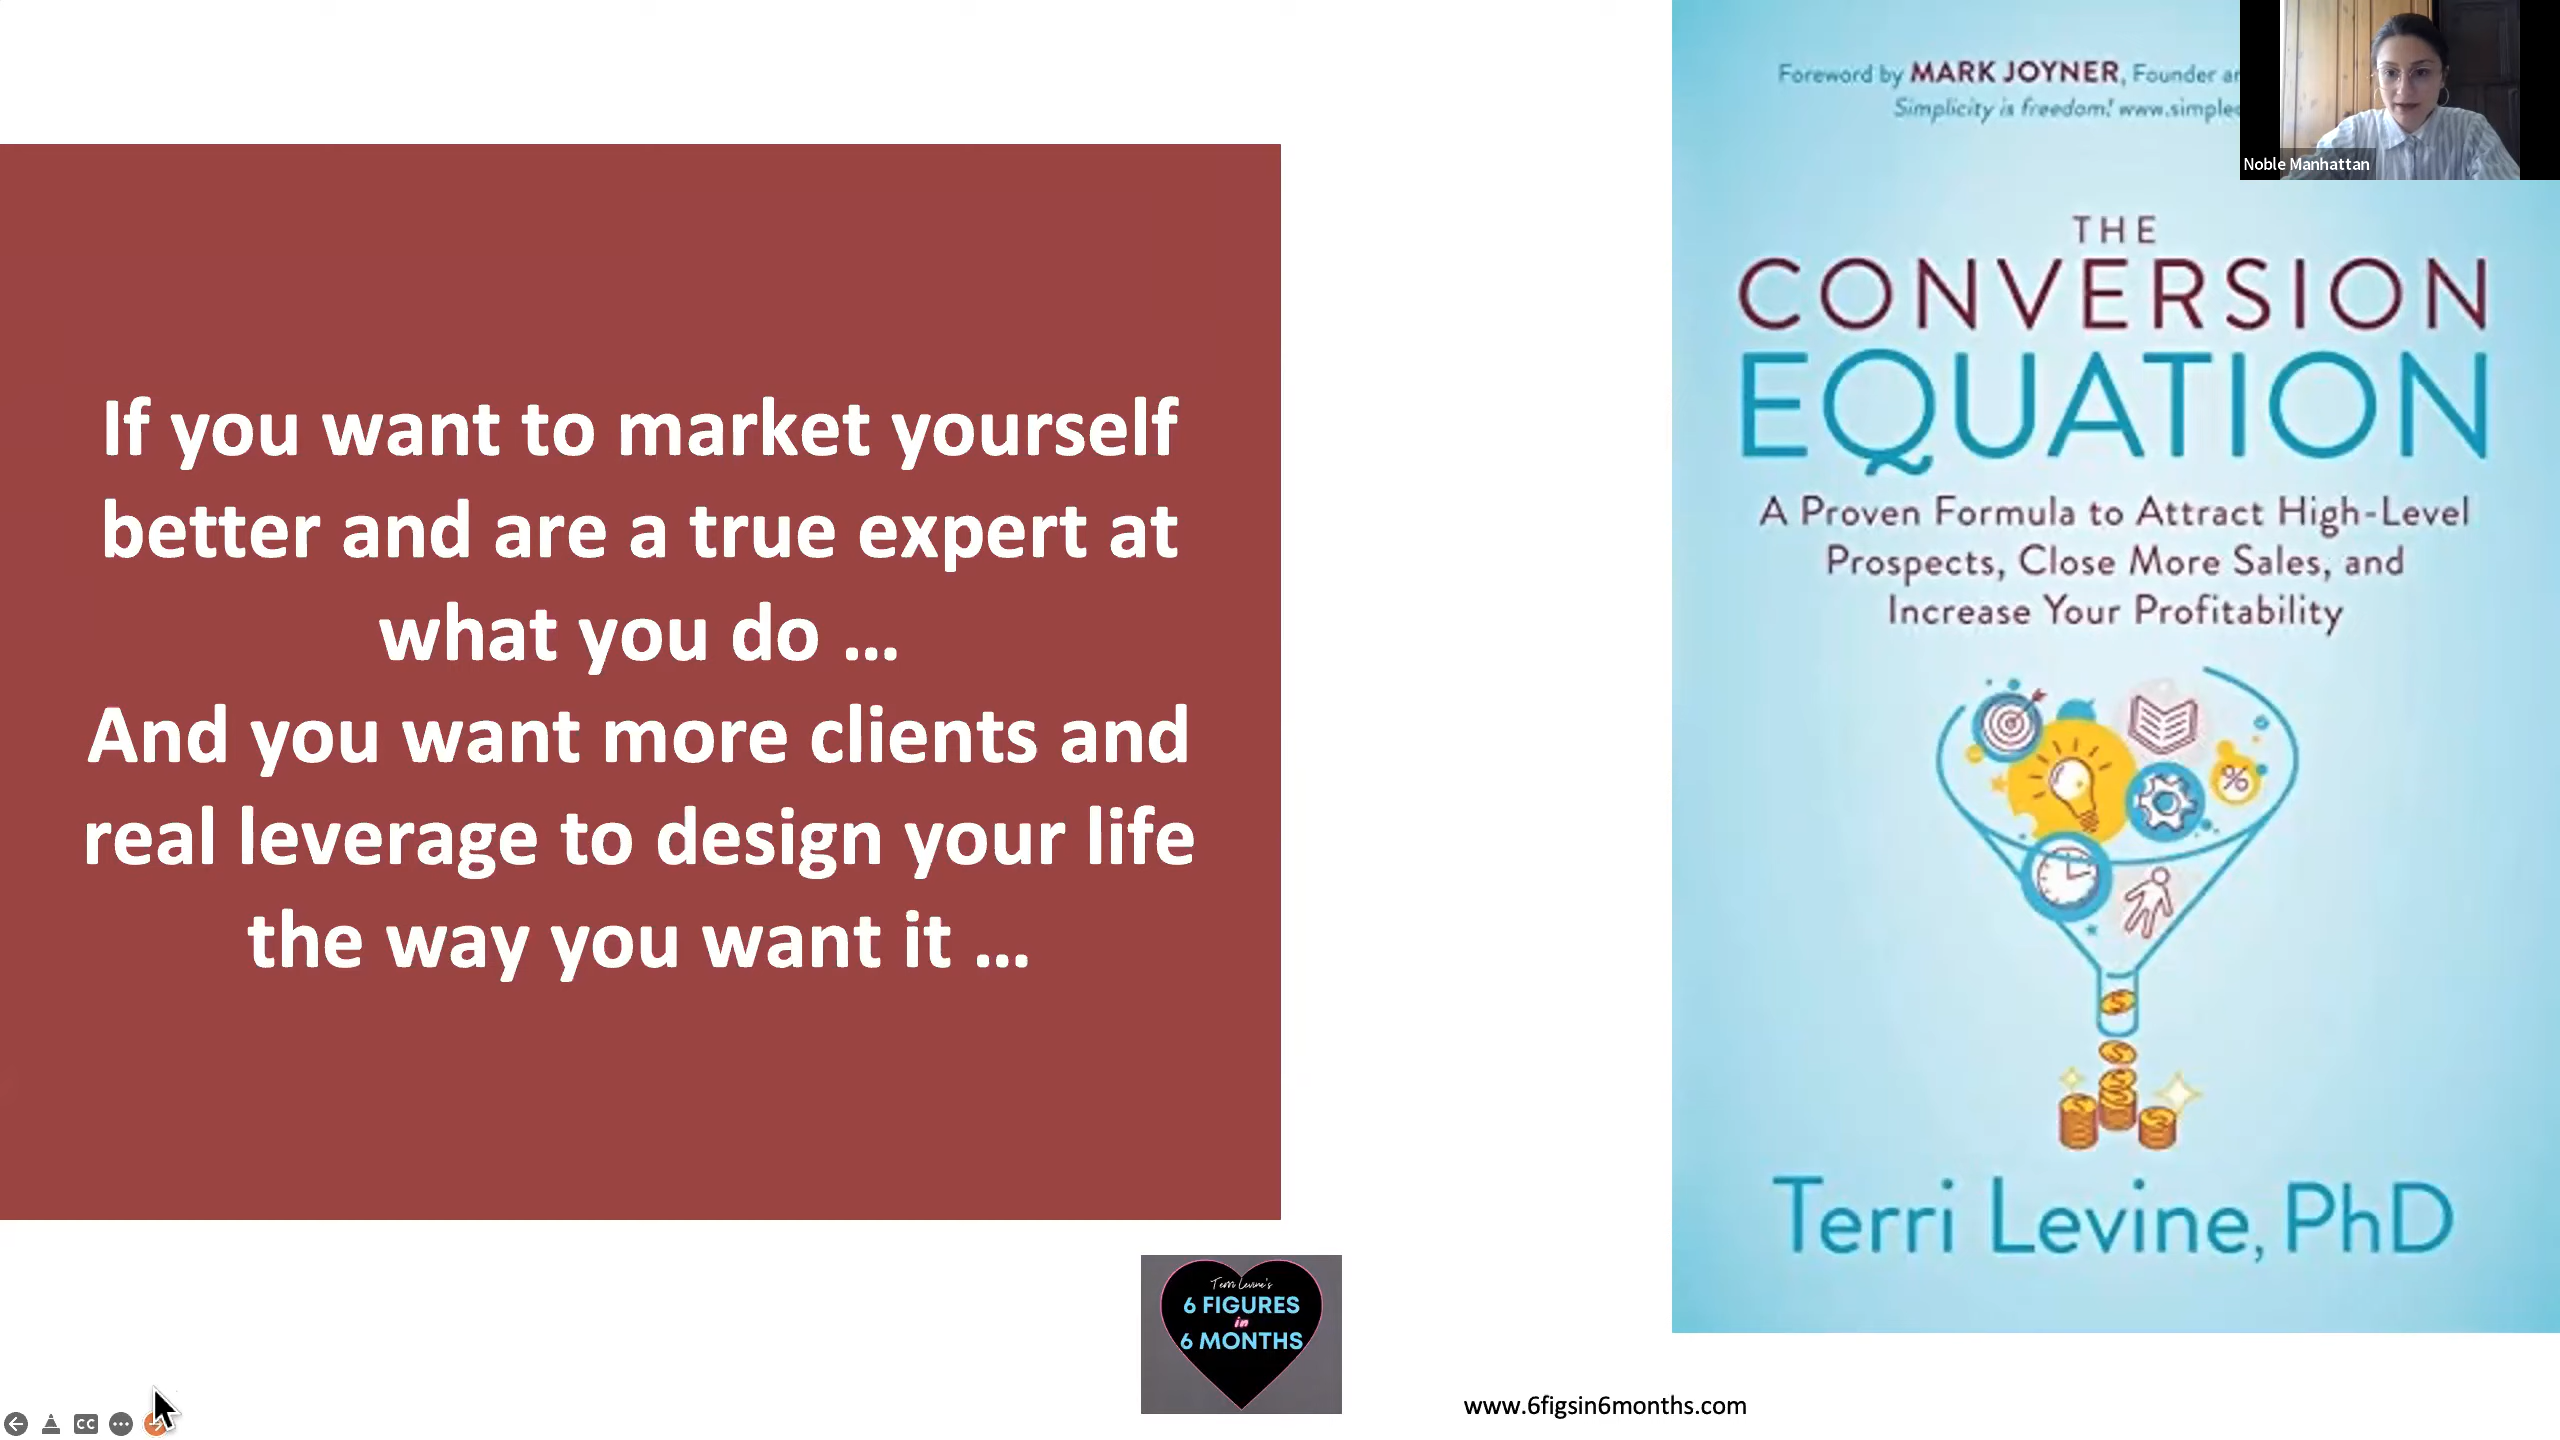 If you want to market yourself
better and are a true expert at
what you do ...
And you want more clients and
real leverage to design your life
the way you want it ...
Foreword by MARK JOYNER, Founder
Simplicity is freedom!
Noble Manhattan
THE
CONVERSION
EQUATION
A Proven Formula to Attract High-Level
Prospects, Close More Sales, and
Increase Your Profitability
%
Terri Levine, PhD
Terri Levine's
6 FIGURES
in
6 MONTHS
www.6figsin6months.com
CC